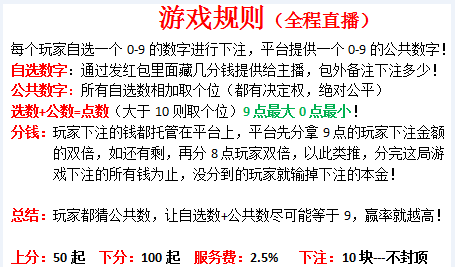 游戏规则（全程直播）
每个玩家自选一个 0-9 的数字进行下注，平台提供一个 0-9 的公共数字！
自选数字：通过发红包里面藏几分钱提供给主播，包外备注下注多少！
公共数字：所有自选数相加取个位（都有决定权，绝对公平）
选数+公数=点数（大于 10 则取个位）9 点最大 0 点最小！
分钱：玩家下注的钱都托管在平台上，平台先分拿 9 点的玩家下注金额
的双倍，如还有剩，再分 8 点玩家双倍，以此类推，分完这局游
戏下注的所有钱为止，没分到的玩家就输掉下注的本金！
总结：玩家都猜公共数，让自选数+公共数尽可能等于 9，赢率就越高！
上分：50 起 下分：100 起 服务费：2.5% 下注：10 块---不封顶